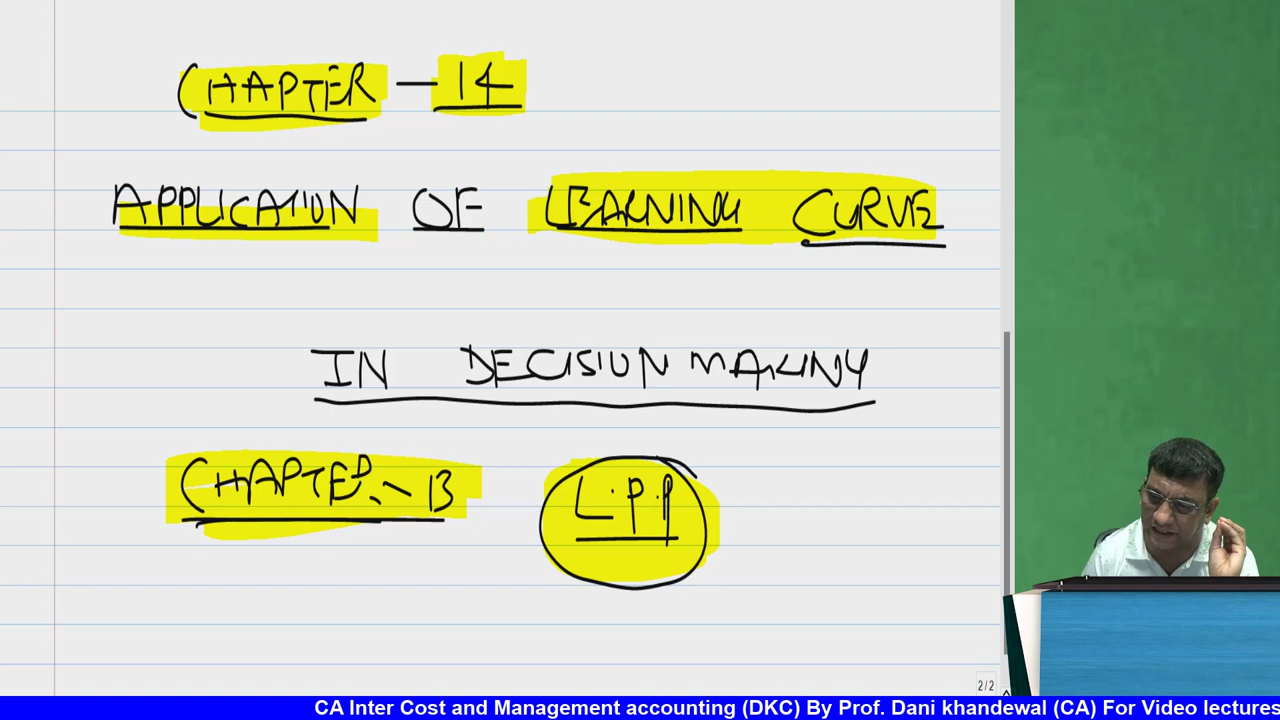 CHAPTER - 14
APPLICATION OF LEARNING CURVE
IN DECISION MAKING
CHAPTER - 13 L.P.P
2/2
CA Inter Cost and Management accounting (DKC) By Prof. Dani khandewal (CA) For Video lectures